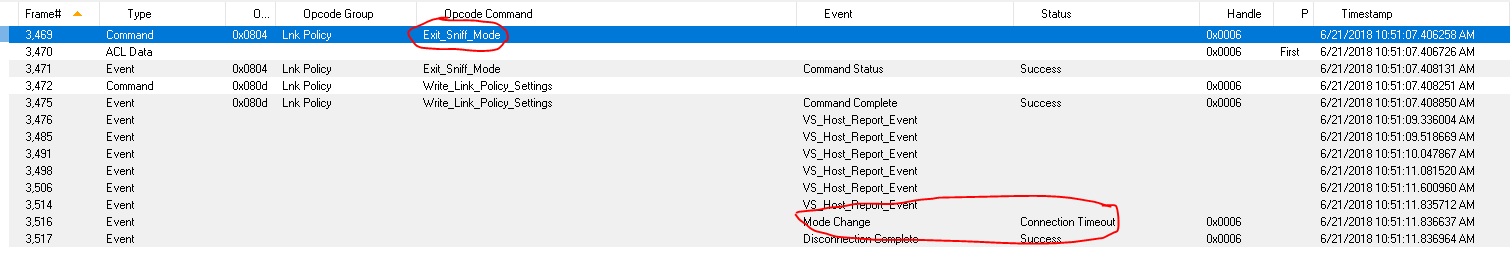 Frame# Type O... Opcode Group Opcode Command Event Status Handle P Timestamp
3,469 Command 0x0804 Lnk Policy Exit_Sniff_Mode 0x0006 6/21/2018 10:51:07.406258 AM
3,470 ACL Data 0x0006 First 6/21/2018 10:51:07.406726 AM
3,471 Event 0x0804 Lnk Policy Exit_Sniff_Mode Command Status Success 6/21/2018 10:51:07.408131 AM
3,472 Command 0x080d Lnk Policy Write_Link_Policy_Settings 0x0006 6/21/2018 10:51:07.408251 AM
3,475 Event 0x080d Lnk Policy Write_Link_Policy_Settings Command Complete Success 0x0006 6/21/2018 10:51:07.408850 AM
3,476 Event VS_Host_Report_Event 6/21/2018 10:51:09.336004 AM
3,485 Event VS_Host_Report_Event 6/21/2018 10:51:09.518669 AM
3,491 Event VS_Host_Report_Event 6/21/2018 10:51:10.047867 AM
3,498 Event VS_Host_Report_Event 6/21/2018 10:51:11.081520 AM
3,506 Event VS_Host_Report_Event 6/21/2018 10:51:11.600960 AM
3,514 Event VS_Host_Report_Event 6/21/2018 10:51:11.835712 AM
3,516 Event Mode Change Connection Timeout 0x0006 6/21/2018 10:51:11.836637 AM
3,517 Event Disconnection Complete Success 0x0006 6/21/2018 10:51:11.836964 AM